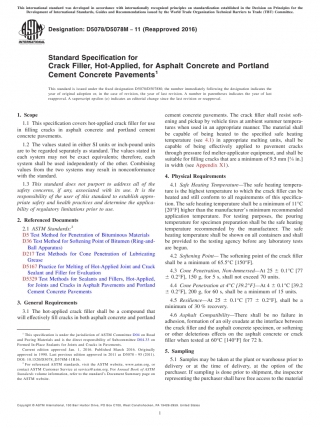 This international standard was developed in accordance with internationally recognized principles on standardization established in the Decision on Principles for the
Development of International Standards, Guides and Recommendations issued by the World Trade Organization Technical Barriers to Trade (TBT) Committee.
Designation: D5078/D5078M − 11 (Reapproved 2016)
Standard Specification for
Crack Filler, Hot-Applied, for Asphalt Concrete and Portland
Cement Concrete Pavements¹
This standard is issued under the fixed designation D5078/D5078M; the number immediately following the designation indicates the
year of original adoption or, in the case of revision, the year of last revision. A number in parentheses indicates the year of last
reapproval. A superscript epsilon (ε) indicates an editorial change since the last revision or reapproval.
1. Scope
1.1 This specification covers hot-applied crack filler for use
in filling cracks in asphalt concrete and portland cement
concrete pavements.
1.2 The values stated in either SI units or inch-pound units
are to be regarded separately as standard. The values stated in
each system may not be exact equivalents; therefore, each
system shall be used independently of the other. Combining
values from the two systems may result in nonconformance
with the standard.
1.3 This standard does not purport to address all of the
safety concerns, if any, associated with its use. It is the
responsibility of the user of this standard to establish appro-
priate safety and health practices and determine the applica-
bility of regulatory limitations prior to use.
2. Referenced Documents
2.1 ASTM Standards:²
D5 Test Method for Penetration of Bituminous Materials
D36 Test Method for Softening Point of Bitumen (Ring-and-
Ball Apparatus)
D217 Test Methods for Cone Penetration of Lubricating
Grease
D5167 Practice for Melting of Hot-Applied Joint and Crack
Sealant and Filler for Evaluation
D5329 Test Methods for Sealants and Fillers, Hot-Applied,
for Joints and Cracks in Asphalt Pavements and Portland
Cement Concrete Pavements
3. General Requirements
3.1 The hot-applied crack filler shall be a compound that
will effectively fill cracks in both asphalt concrete and portland
¹ This specification is under the jurisdiction of ASTM Committee D04 on Road
and Paving Materials and is the direct responsibility of Subcommittee D04.33 on
Formed In-Place Sealants for Joints and Cracks in Pavements.
Current edition approved Jan. 1, 2016. Published March 2016. Originally
approved in 1990. Last previous edition approved in 2011 as D5078 – 95 (2011).
DOI: 10.1520/D5078_D5078M-11R16.
² For referenced ASTM standards, visit the ASTM website, www.astm.org, or
contact ASTM Customer Service at service@astm.org. For Annual Book of ASTM
Standards volume information, refer to the standard's Document Summary page on
the ASTM website.
cement concrete pavements. The crack filler shall resist soft-
ening and pickup by vehicle tires at ambient summer tempera-
tures when used in an appropriate manner. The material shall
be capable of being heated to the specified safe heating
temperature (see 4.1) in appropriate melting units, shall be
capable of being effectively applied to pavement cracks
through pressure fed melter-applicator equipment, and shall be
suitable for filling cracks that are a minimum of 9.5 mm [⅜ in.]
in width (see Appendix X1).
4. Physical Requirements
4.1 Safe Heating Temperature—The safe heating tempera-
ture is the highest temperature to which the crack filler can be
heated and still conform to all requirements of this specifica-
tion. The safe heating temperature shall be a minimum of 11°C
[20°F] higher than the manufacturer's minimum recommended
application temperature. For testing purposes, the pouring
temperature for specimen preparation shall be the safe heating
temperature recommended by the manufacturer. The safe
heating temperature shall be shown on all containers and shall
be provided to the testing agency before any laboratory tests
are begun.
4.2 Softening Point—The softening point of the crack filler
shall be a minimum of 65.5°C [150°F].
4.3 Cone Penetration, Non-Immersed—At 25 ± 0.1°C [77
± 0.2°F], 150 g, for 5 s, shall not exceed 70 units.
4.4 Cone Penetration at 4°C (39.2°F)—At 4 ± 0.1°C [39.2
± 0.2°F], 200 g, for 60 s, shall be a minimum of 15 units.
4.5 Resilience—At 25 ± 0.1°C [77 ± 0.2°F], shall be a
minimum of 30 % recovery.
4.6 Asphalt Compatibility—There shall be no failure in
adhesion, formation of an oily exudate at the interface between
the crack filler and the asphalt concrete specimen, or softening
or other deleterious effects on the asphalt concrete or crack
filler when tested at 60°C [140°F] for 72 h.
5. Sampling
5.1 Samples may be taken at the plant or warehouse prior to
delivery or at the time of delivery, at the option of the
purchaser. If sampling is done prior to shipment, the inspector
representing the purchaser shall have free access to the material
Copyright © ASTM International, 100 Barr Harbor Drive, PO Box C700, West Conshohocken, PA 19428-2959. United States
1